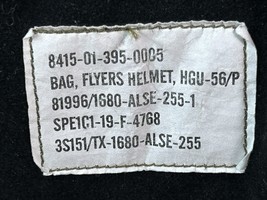 8415-01-395-0005
BAG, FLYERS HELMET, HGU-56/P
81996/1680-ALSE-255-1
SPE1C1-19-F-4768
3S151/TX-1680-ALSE-255